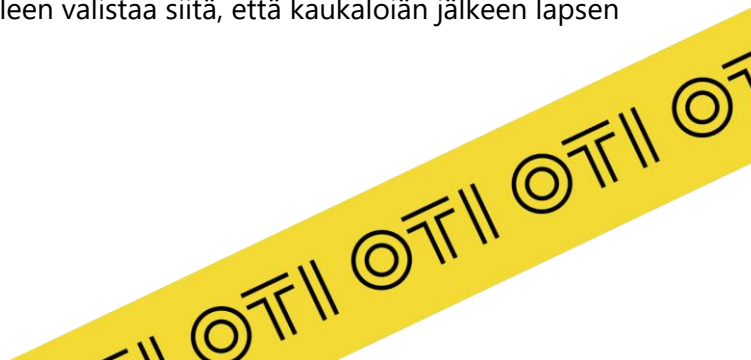 leen valistaa siitä, että kaukaloiän jälkeen lapsen
OTI OTI OTI